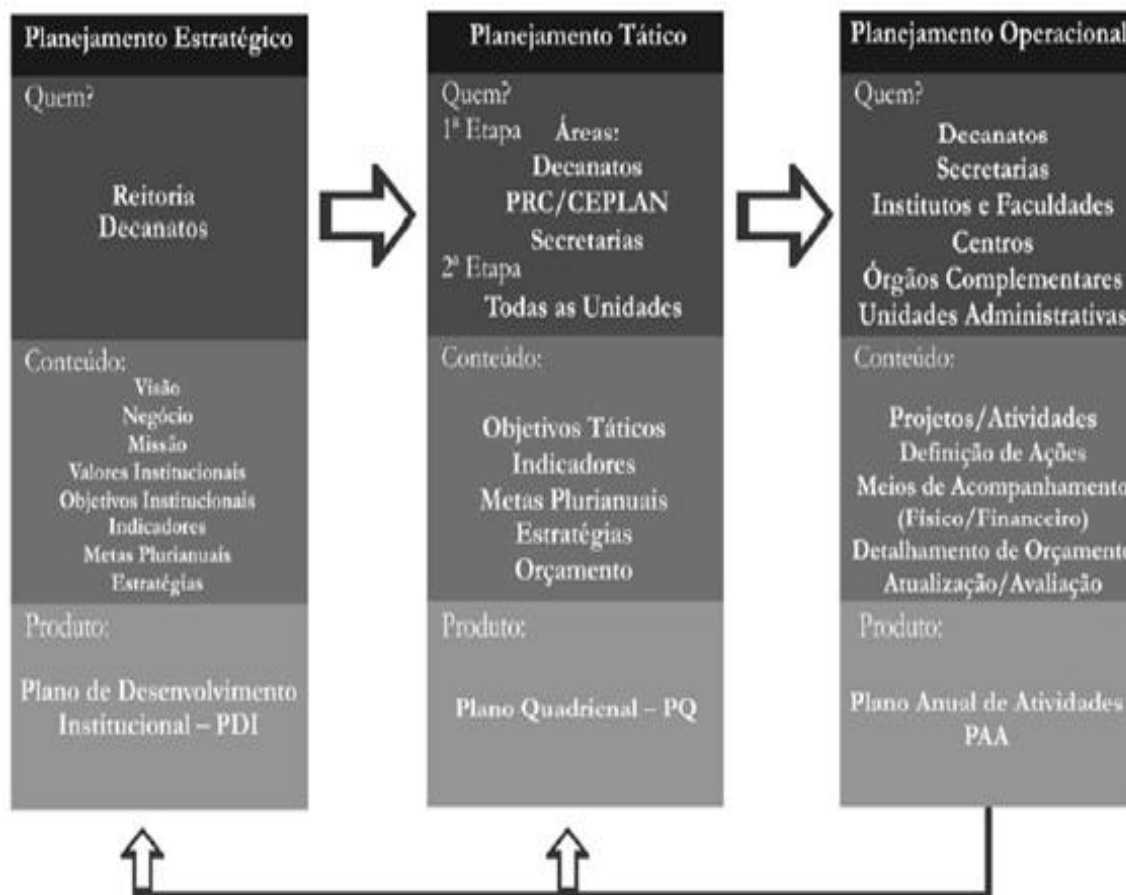 Planejamento Estratégico
Quem?
Reitoria
Decanatos
Conteúdo:
Visão
Negócio
Missão
Valores Institucionais
Objetivos Institucionais
Indicadores
Metas Plurianuais
Estratégias
Produto:
Plano de Desenvolvimento
Institucional – PDI
Planejamento Tático
Quem?
1ª Etapa Áreas:
Decanatos
PRC/CEPLAN
Secretarias
2ª Etapa
Todas as Unidades
Conteúdo:
Objetivos Táticos
Indicadores
Metas Plurianuais
Estratégias
Orçamento
Produto:
Plano Quadrienal – PQ
Planejamento Operacional
Quem?
Decanatos
Secretarias
Institutos e Faculdades
Centros
Órgãos Complementares
Unidades Administrativas
Conteúdo:
Projetos/Atividades
Definição de Ações
Meios de Acompanhamento
(Físico/Financeiro)
Detalhamento de Orçamento
Atualização/Avaliação
Produto:
Plano Anual de Atividades
PAA